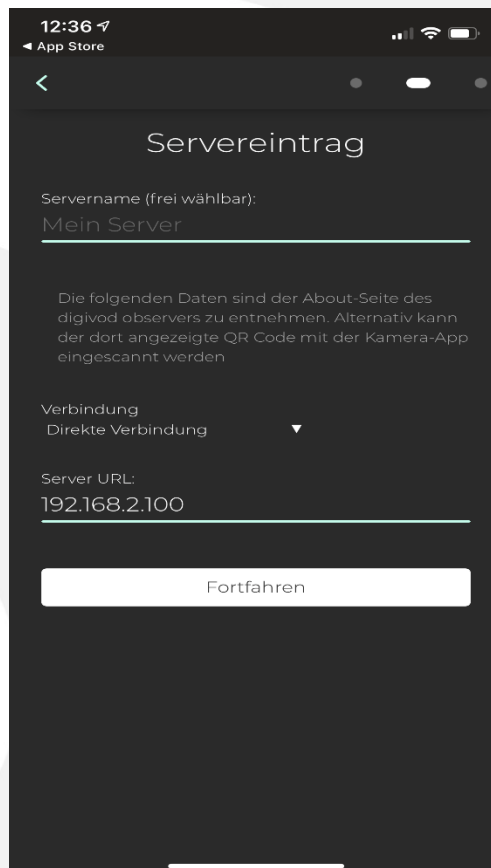 12:36
◀ App Store
Servereintrag
Servername (frei wählbar):
Mein Server
Die folgenden Daten sind der About-Seite des
digivod observers zu entnehmen. Alternativ kann
der dort angezeigte QR Code mit der Kamera-App
eingescannt werden
Verbindung
Direkte Verbindung
Server URL:
192.168.2.100
Fortfahren